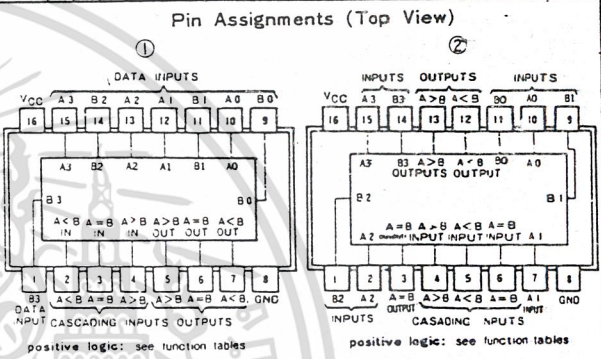 Pin Assignments (Top View)
① ②
DATA INPUTS
INPUTS OUTPUTS INPUTS
VCC A3 B2 A2 A1 B1 A0 B0
VCC A3 B3 A>B A<B B0 A0 B1
16 15 14 13 12 11 10 9
16 15 14 13 12 11 10 9
A3 B2 A2 A1 B1 A0
A3 B3 A>B A<B B0 A0
OUTPUTS OUTPUT
B3 B0
B2 B1
A<B A=B A>B A>B A=B A<B
IN IN IN OUT OUT OUT
A=B A>B A<B A=B
A2 INPUT INPUT INPUT A1
1 2 3 4 5 6 7 8
1 2 3 4 5 6 7 8
B3 A<B A=B A>B, A>B A=B A<B, GND
DATA
INPUT CASCADING INPUTS OUTPUTS
B2 A2 A=B A>B A<B A=B A1 GND
OUTPUT INPUT
INPUTS CASADING NPUTS
positive logic: see function tables
positive logic: see function tables